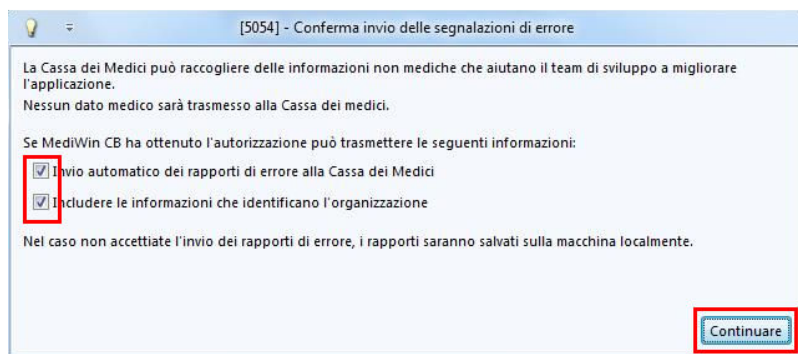 [5054] - Conferma invio delle segnalazioni di errore
La Cassa dei Medici può raccogliere delle informazioni non mediche che aiutano il team di sviluppo a migliorare
l'applicazione.
Nessun dato medico sarà trasmesso alla Cassa dei medici.
Se MediWin CB ha ottenuto l'autorizzazione può trasmettere le seguenti informazioni:
Invio automatico dei rapporti di errore alla Cassa dei Medici
Includere le informazioni che identificano l'organizzazione
Nel caso non accettiate l'invio dei rapporti di errore, i rapporti saranno salvati sulla macchina localmente.
Continuare